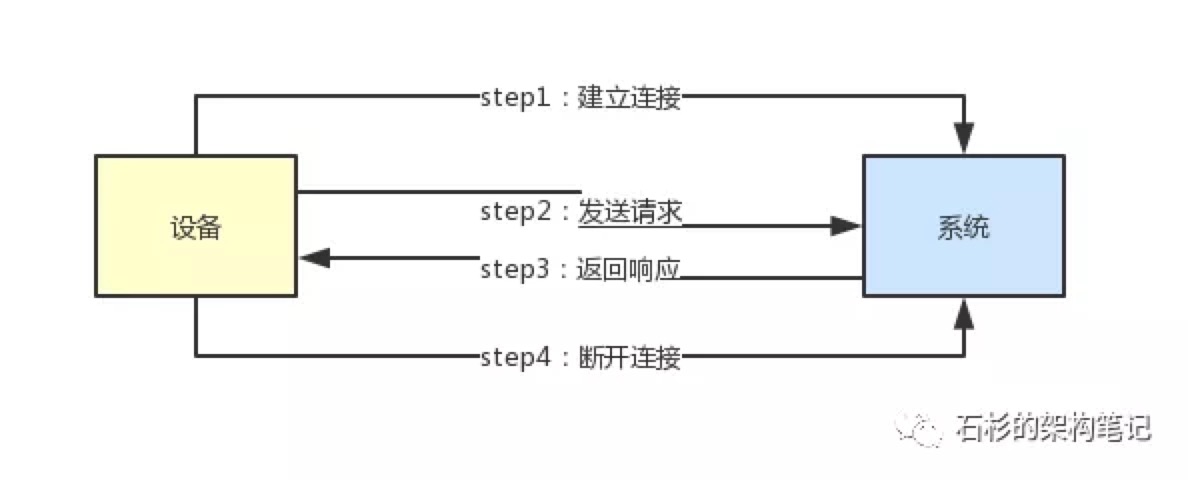 step1：建立连接
设备
step2：发送请求
系统
step3：返回响应
step4：断开连接
石杉的架构笔记